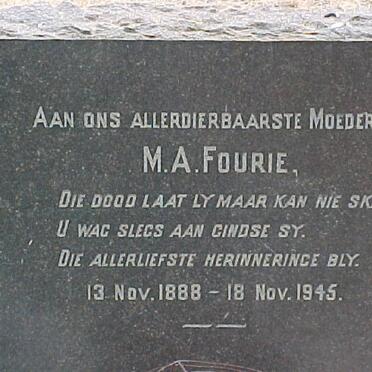 AAN ONS ALLERDIERBAARSTE MOEDER
M.A. FOURIE,
DIE DOOD LAAT LY MAAR KAN NIE SK
U WAG SLEGS AAN GINDSE SY.
DIE ALLERLIEFSTE HERINNERINGE BLY.
13 NOV. 1888 – 18 NOV. 1945.